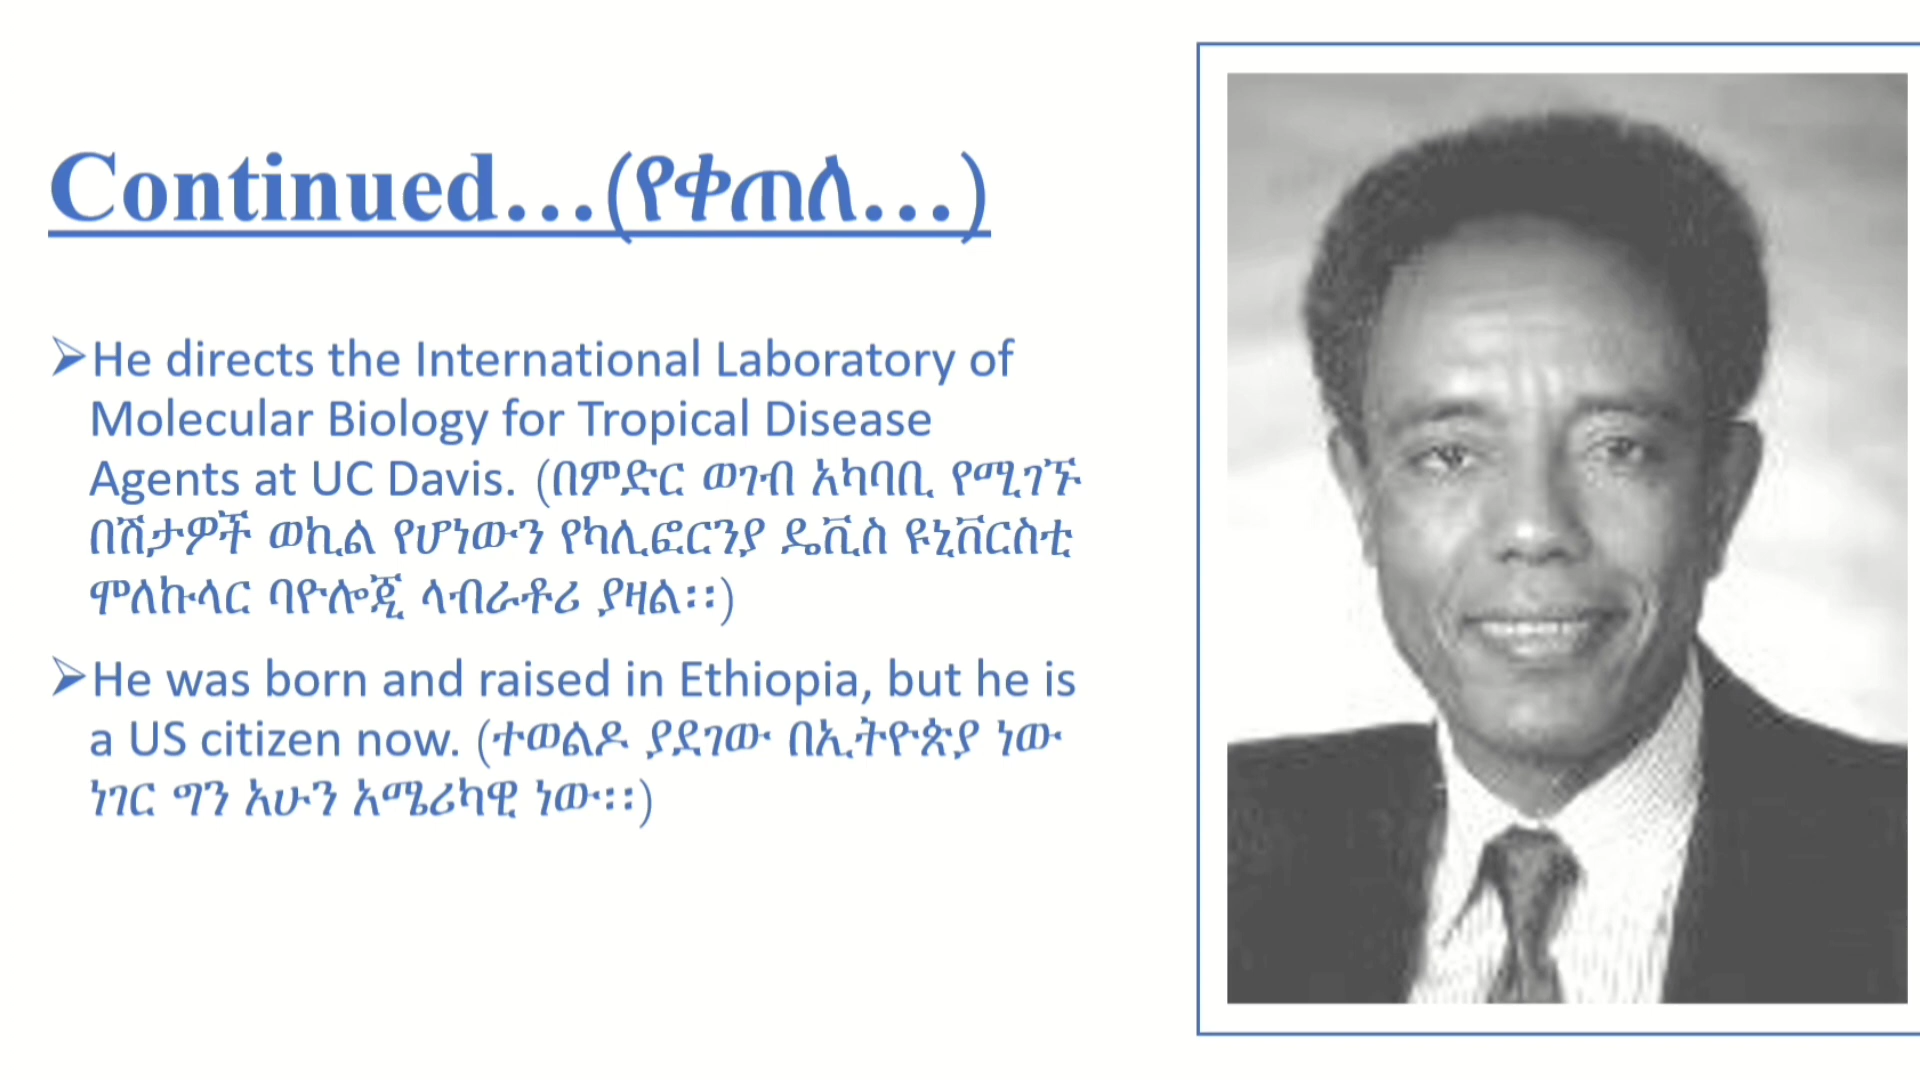 Continued…(የቀጠለ…)
➢He directs the International Laboratory of
Molecular Biology for Tropical Disease
Agents at UC Davis. (በምድር ወገብ አካባቢ የሚገኙ
በሽታዎች ወኪል የሆነውን የካሊፎርንያ ዴቪስ ዩኒቨርስቲ
ሞለኩላር ባዮሎጂ ላብራቶሪ ያዛል፡፡)
➢He was born and raised in Ethiopia, but he is
a US citizen now. (ተወልዶ ያደገው በኢትዮጵያ ነው
ነገር ግን አሁን አሜሪካዊ ነው፡፡)